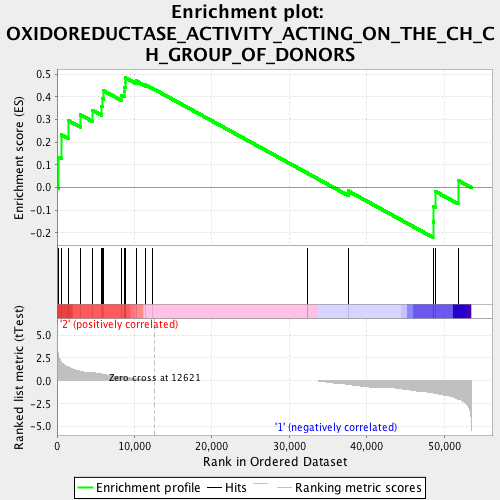 Enrichment plot:
OXIDOREDUCTASE_ACTIVITY_ACTING_ON_THE_CH_C
H_GROUP_OF_DONORS
Enrichment score (ES)
0.5
0.4
0.3
0.2
0.1
0.0
-0.1
-0.2
'2' (positively correlated)
Ranked list metric (tTest)
5.0
2.5
0.0
-2.5
-5.0
Zero cross at 12621
'1' (negatively correlated)
0
10,000
20,000
30,000
40,000
50,000
Rank in Ordered Dataset
Enrichment profile
Hits
Ranking metric scores